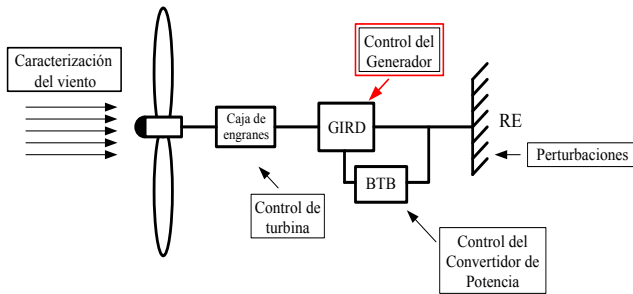 Caracterización
del viento
Control del
Generador
Caja de
engranes
GIRD
RE
BTB
Perturbaciones
Control de
turbina
Control del
Convertidor de
Potencia